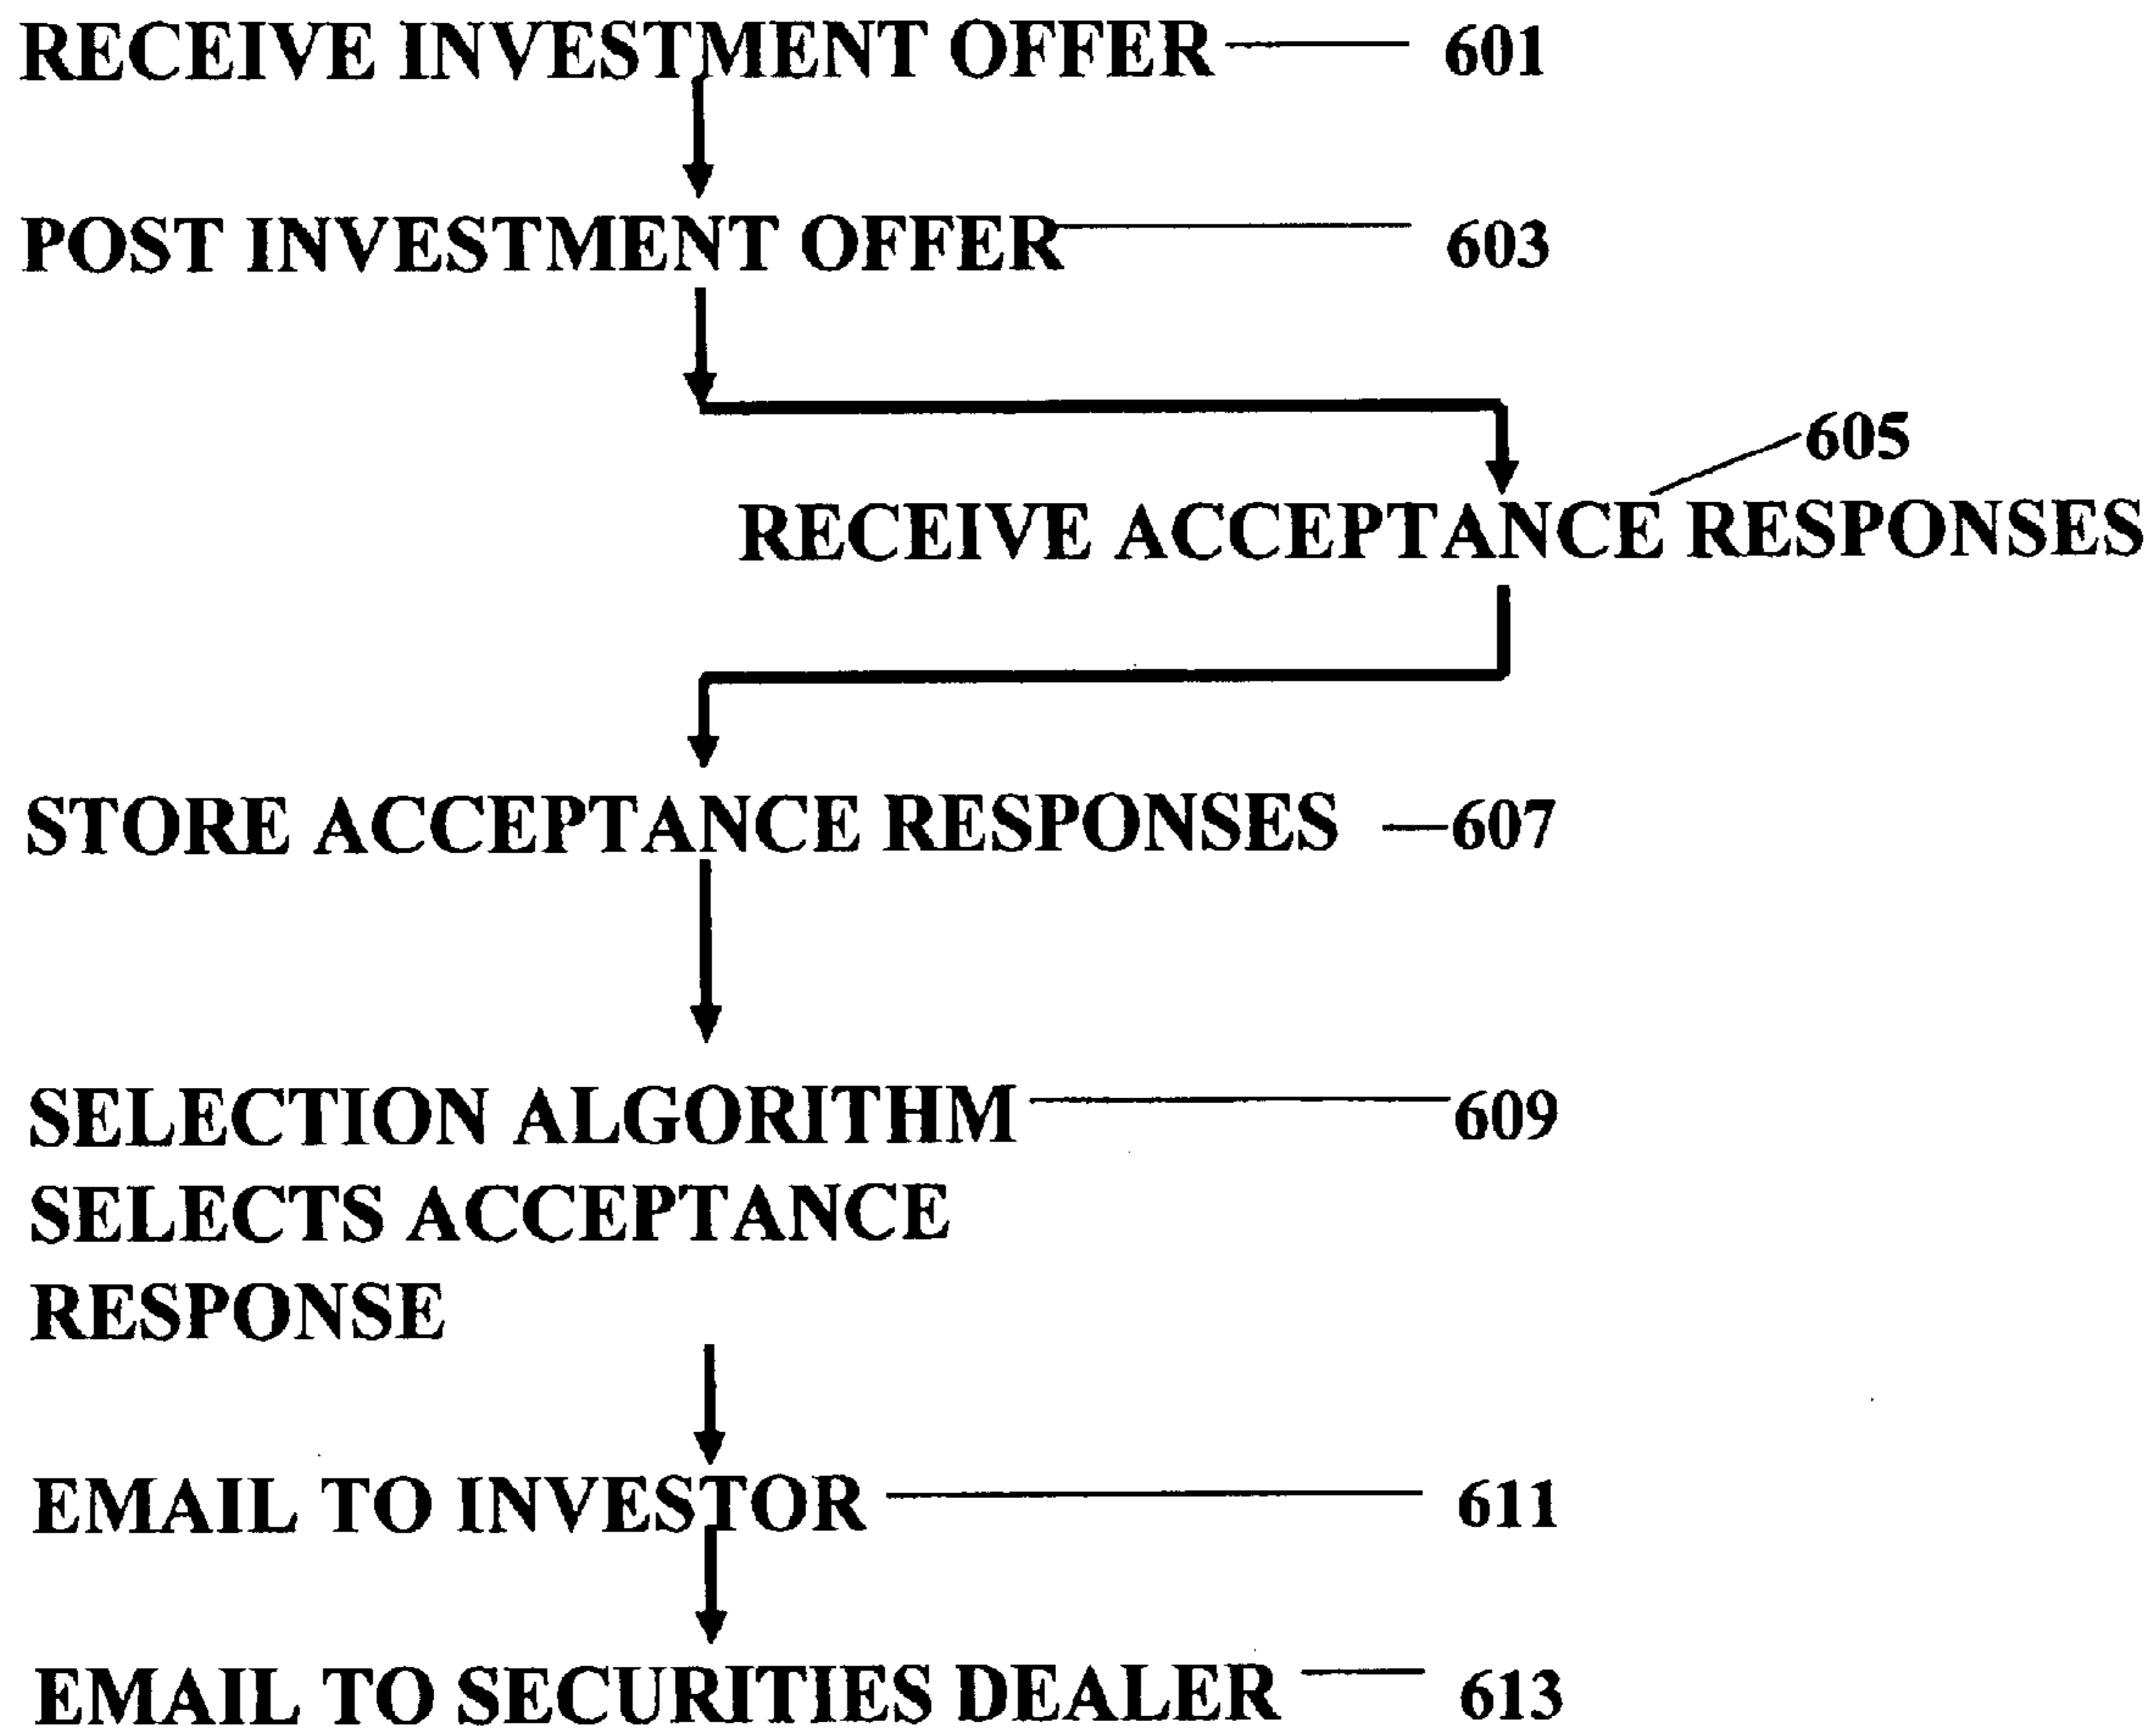 RECEIVE INVESTMENT OFFER 601
POST INVESTMENT OFFER 603
605
RECEIVE ACCEPTANCE RESPONSES
STORE ACCEPTANCE RESPONSES 607
SELECTION ALGORITHM 609
SELECTS ACCEPTANCE
RESPONSE
EMAIL TO INVESTOR 611
EMAIL TO SECURITIES DEALER 613